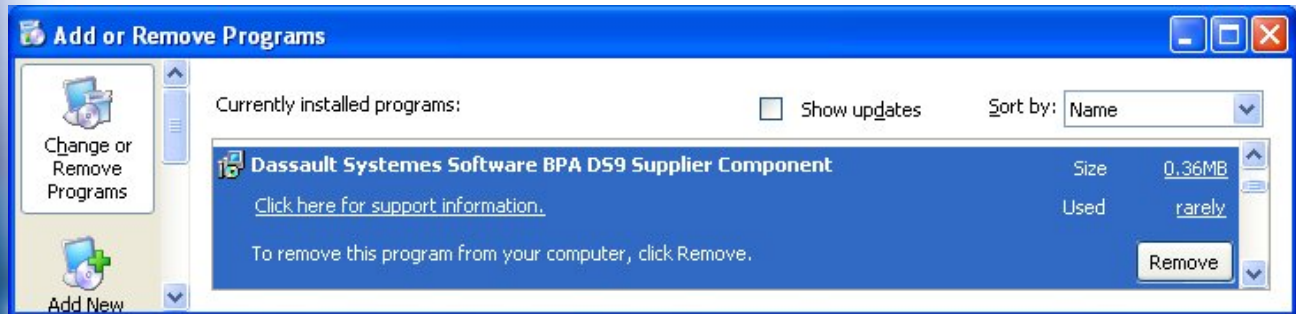 Add or Remove Programs
Change or
Remove
Programs
Add New
Currently installed programs:
Show updates
Sort by: Name
Dassault Systemes Software BPA DS9 Supplier Component
Size 0.36MB
Click here for support information.
Used rarely
To remove this program from your computer, click Remove.
Remove